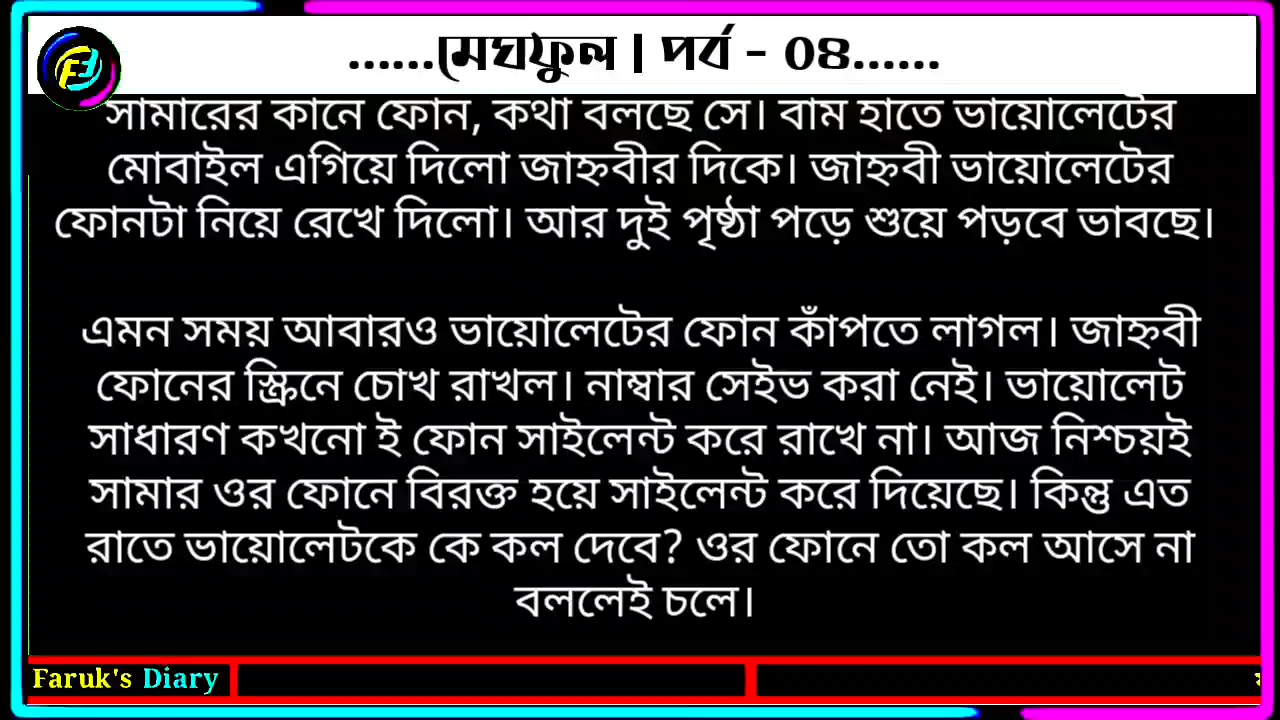 ......মেঘফুল | পর্ব - 08......
সামারের কানে ফোন, কথা বলছে সে। বাম হাতে ভায়োলেটের
মোবাইল এগিয়ে দিলো জাহ্নবীর দিকে। জাহ্নবী ভায়োলেটের
ফোনটা নিয়ে রেখে দিলো। আর দুই পৃষ্ঠা পড়ে শুয়ে পড়বে ভাবছে।
এমন সময় আবারও ভায়োলেটের ফোন কাঁপতে লাগল। জাহ্নবী
ফোনের স্ক্রিনে চোখ রাখল। নাম্বার সেইভ করা নেই। ভায়োলেট
সাধারণ কখনো ই ফোন সাইলেন্ট করে রাখে না। আজ নিশ্চয়ই
সামার ওর ফোনে বিরক্ত হয়ে সাইলেন্ট করে দিয়েছে। কিন্তু এত
রাতে ভায়োলেটকে কে কল দেবে? ওর ফোনে তো কল আসে না
বললেই চলে।
Faruk's Diary